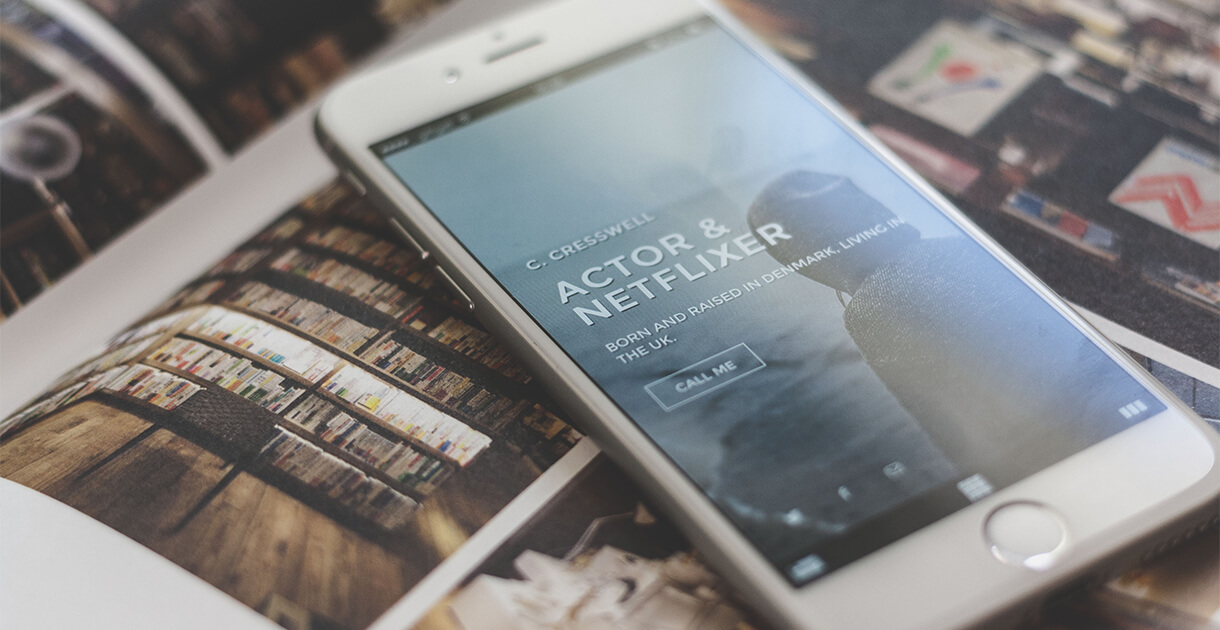 C. CRESSWELL
ACTOR &
NETFLIXER
BORN AND RAISED IN DENMARK, LIVING IN
THE UK.
CALL ME